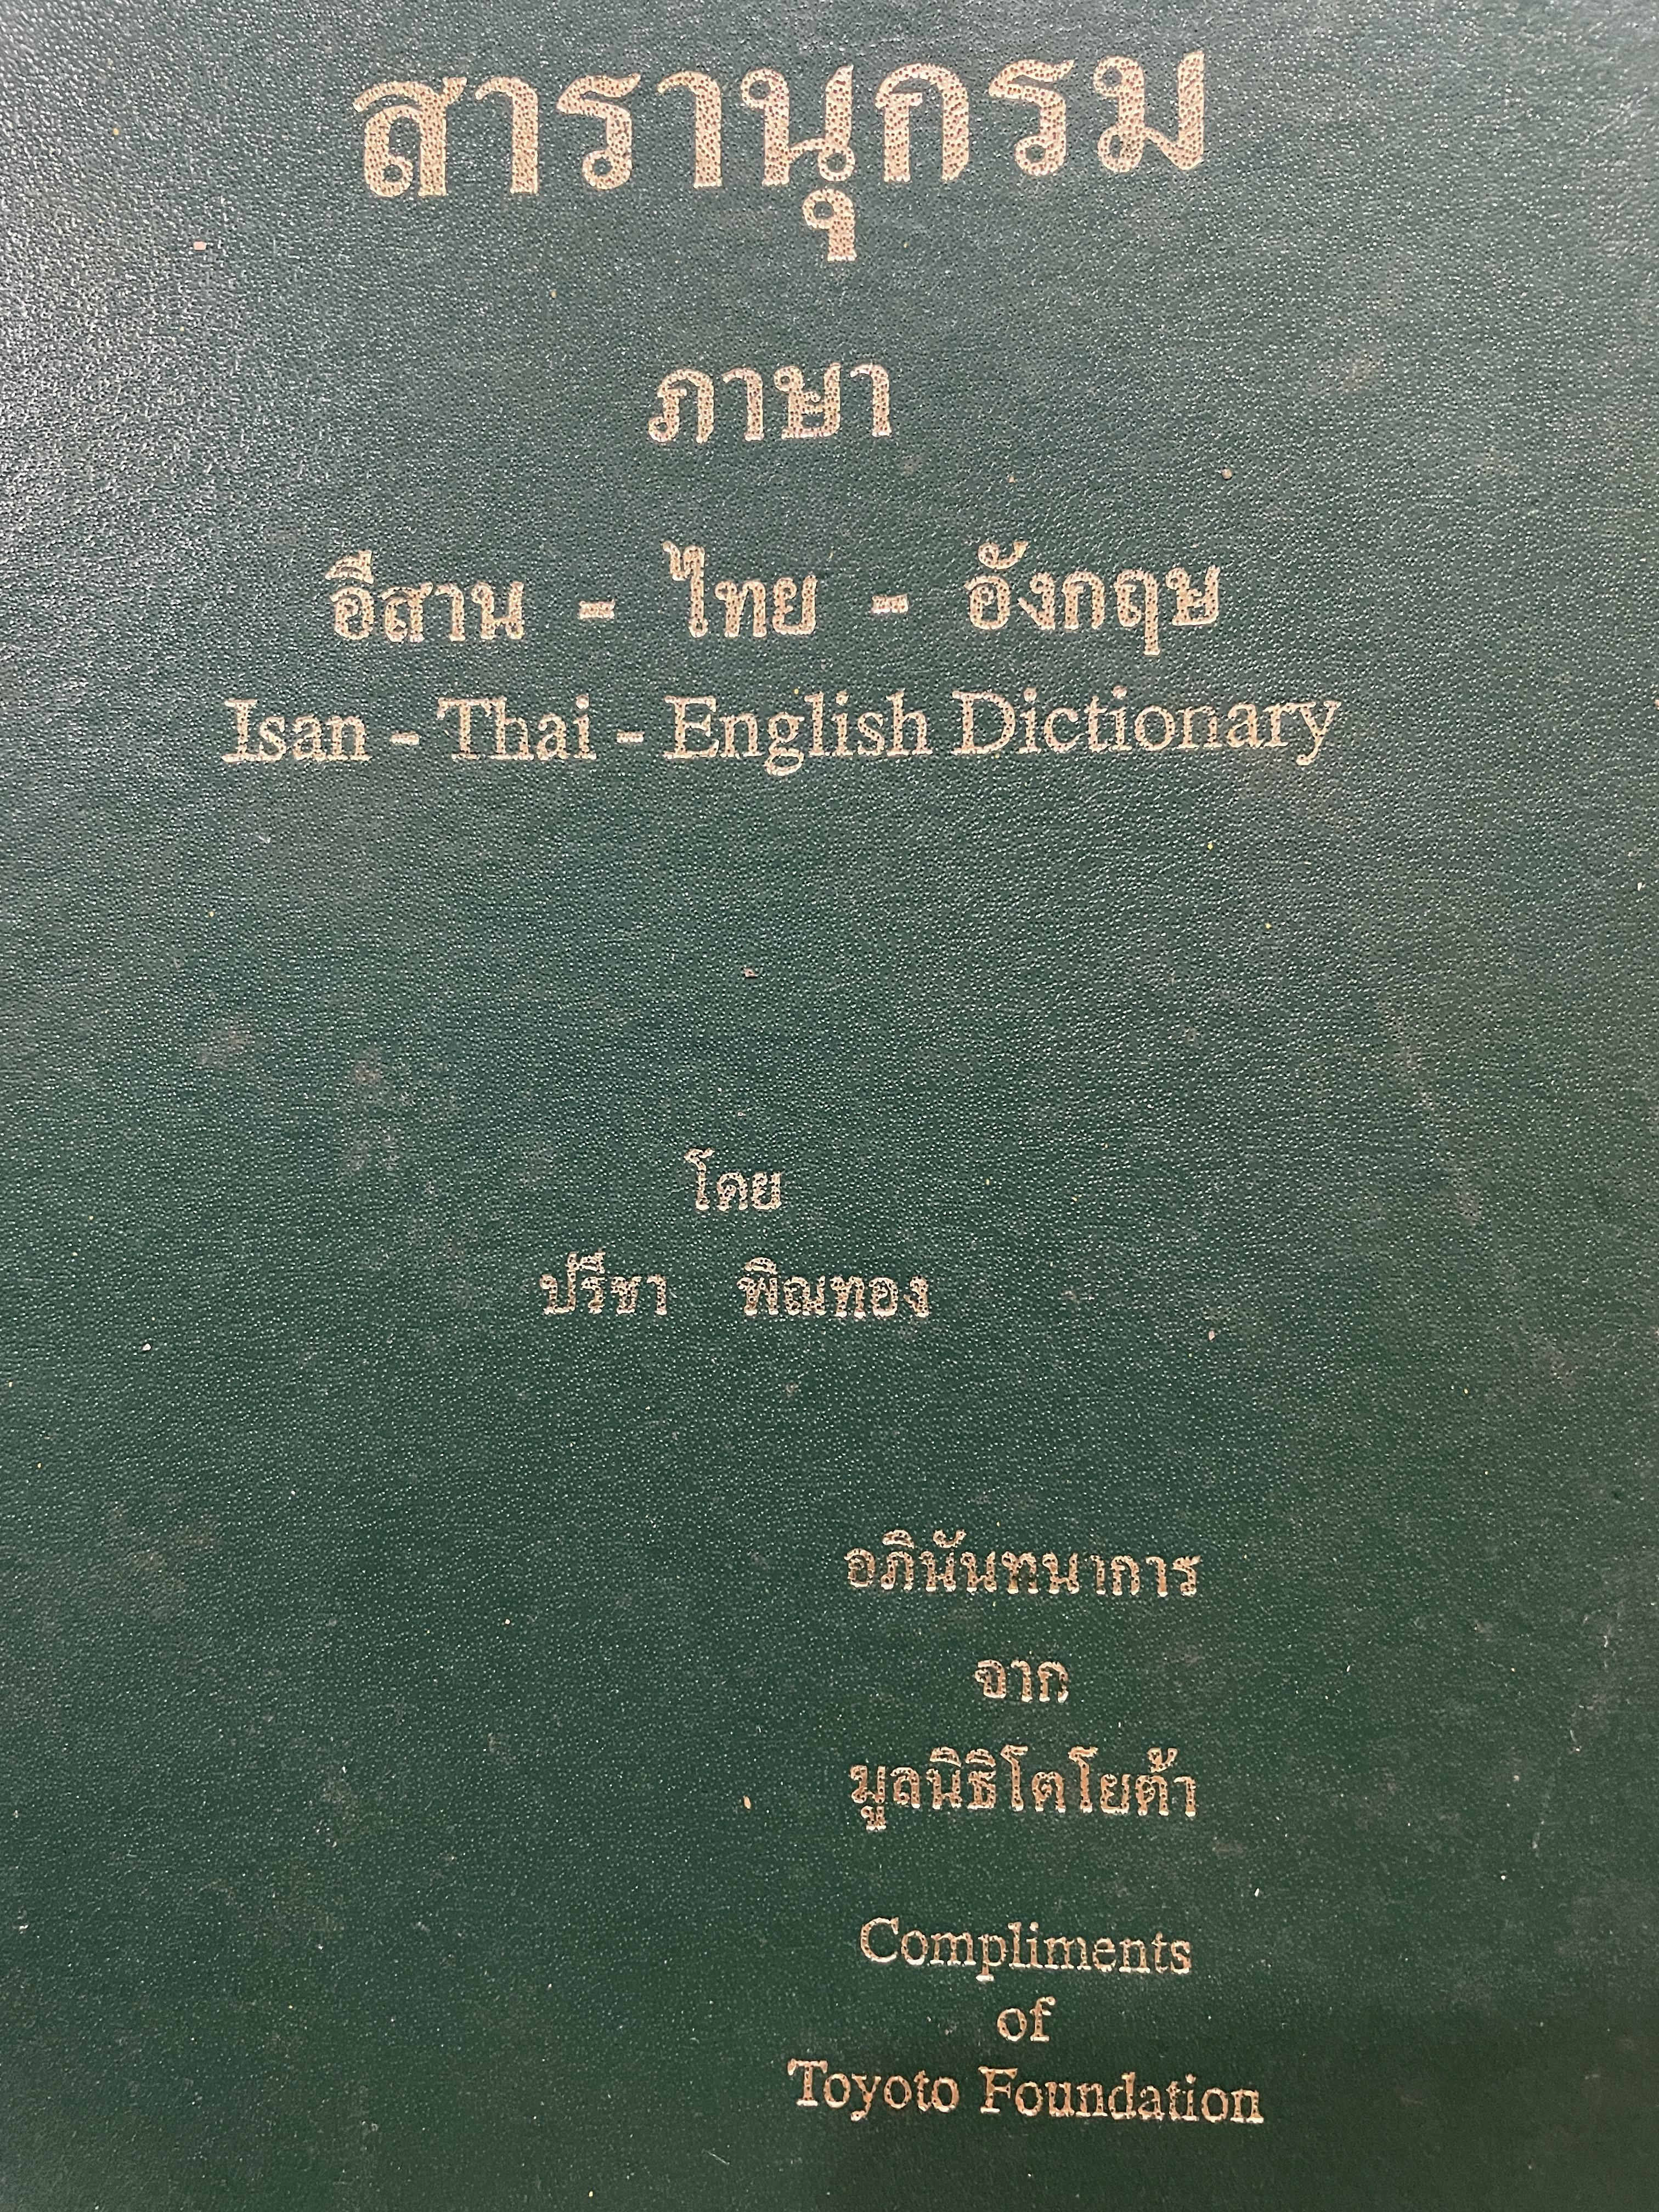 สารานุกรม
ภาษา
อีสาน - ไทย - อังกฤษ
Isan - Thai - English Dictionary
โดย
ปรีชา พิณทอง
อภินันทนาการ
จาก
มูลนิธิโตโยต้า
Compliments
of
Toyoto Foundation